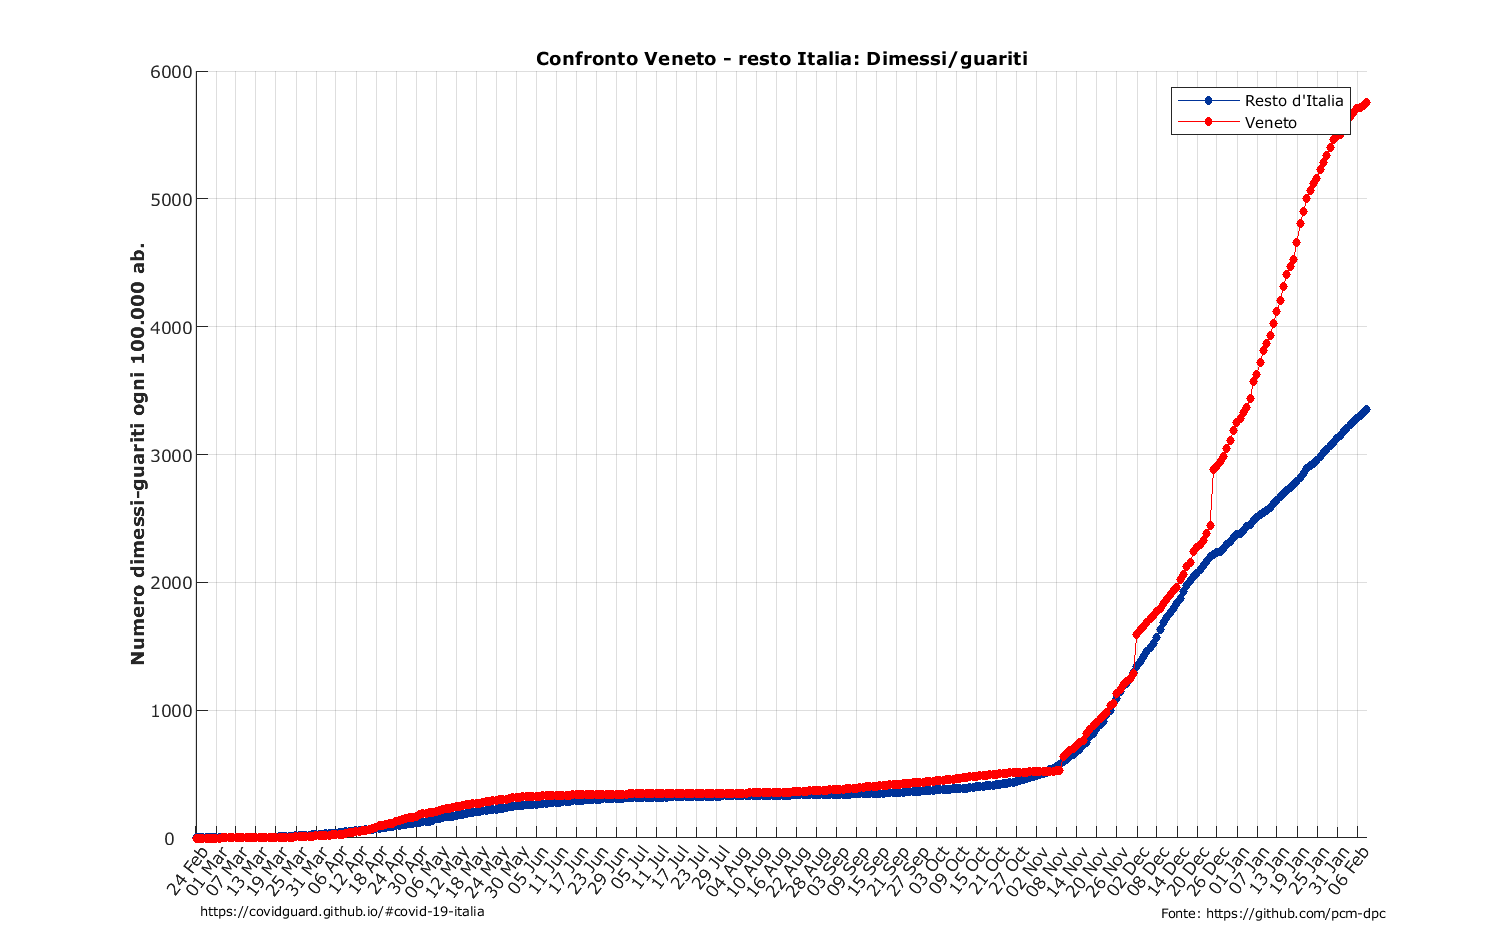 Confronto Veneto - resto Italia: Dimessi/guariti
Resto d'Italia
Veneto
Numero dimessi-guariti ogni 100.000 ab.
6000
5000
4000
3000
2000
1000
0
24 Feb
01 Mar
07 Mar
13 Mar
19 Mar
25 Mar
31 Mar
06 Apr
12 Apr
18 Apr
24 Apr
30 Apr
06 May
12 May
18 May
24 May
30 May
05 Jun
11 Jun
17 Jun
23 Jun
29 Jun
05 Jul
11 Jul
17 Jul
23 Jul
29 Jul
04 Aug
10 Aug
16 Aug
22 Aug
28 Aug
03 Sep
09 Sep
15 Sep
21 Sep
27 Sep
03 Oct
09 Oct
15 Oct
21 Oct
27 Oct
02 Nov
08 Nov
14 Nov
20 Nov
26 Nov
02 Dec
08 Dec
14 Dec
20 Dec
26 Dec
01 Jan
07 Jan
13 Jan
19 Jan
25 Jan
31 Jan
06 Feb
https://covidguard.github.io/#covid-19-italia
Fonte: https://github.com/pcm-dpc